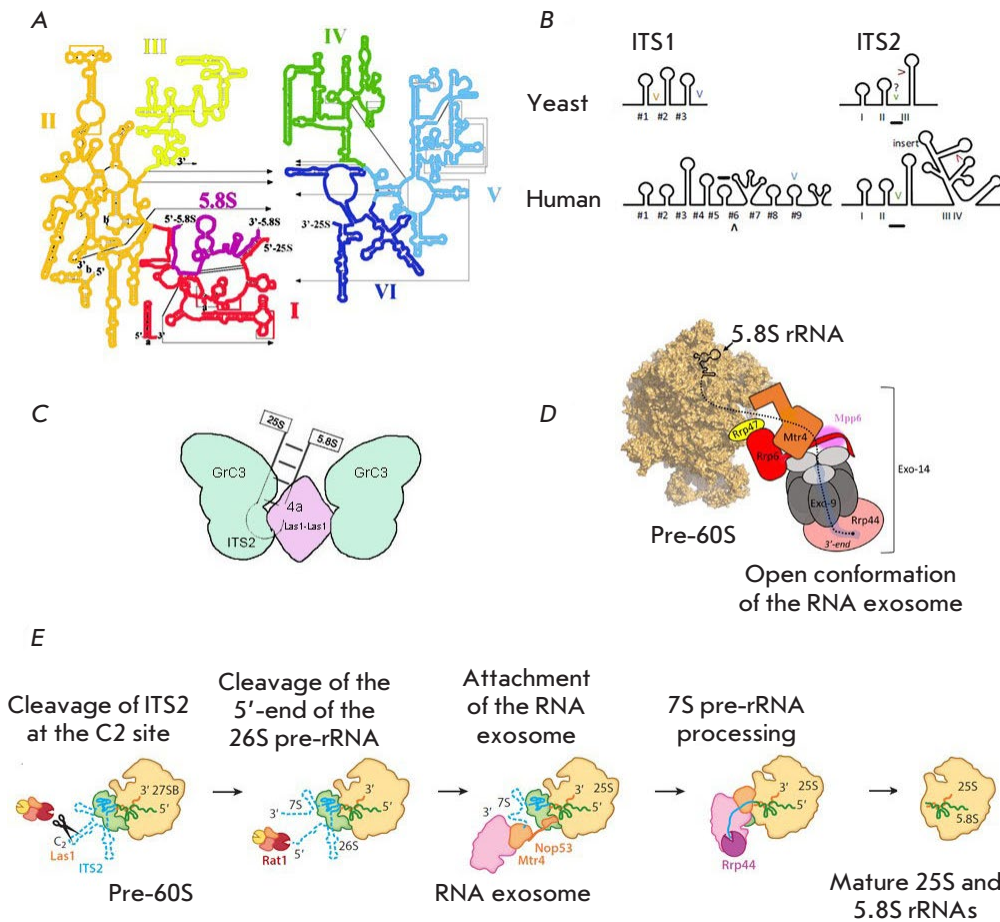 A
III
IV
II
3'
V
5.8S
5'-5.8S
3'-5.8S
5'-25S
3'-25S
b
3'
b
5'
a
I
VI
5'
3'
a
B
ITS1
ITS2
Yeast
#1
#2
#3
?
I
II
III
insert
Human
#1
#2
#3
#4
#5
#6
#7
#8
#9
I
II
III
IV
C
25S
5.8S
GrC3
GrC3
4a
Las1-Las1
ITS2
D
5.8S rRNA
Mpp6
Mtr4
Rrp47
Rrp6
Exo-14
Exo-9
Rrp44
3'-end
Pre-60S
Open conformation
of the RNA exosome
E
Cleavage of ITS2
at the C2 site
Cleavage of the
5'-end of the
26S pre-rRNA
Attachment
of the RNA
exosome
7S pre-rRNA
processing
3' 27SB
5'
C2
Las1
ITS2
Pre-60S
3'
7S
3'
5'
5'
26S
Rat1
3'
7S
3'
25S
5'
Nop53
Mtr4
RNA exosome
3'
25S
5'
Rrp44
25S
5.8S
Mature 25S and
5.8S rRNAs